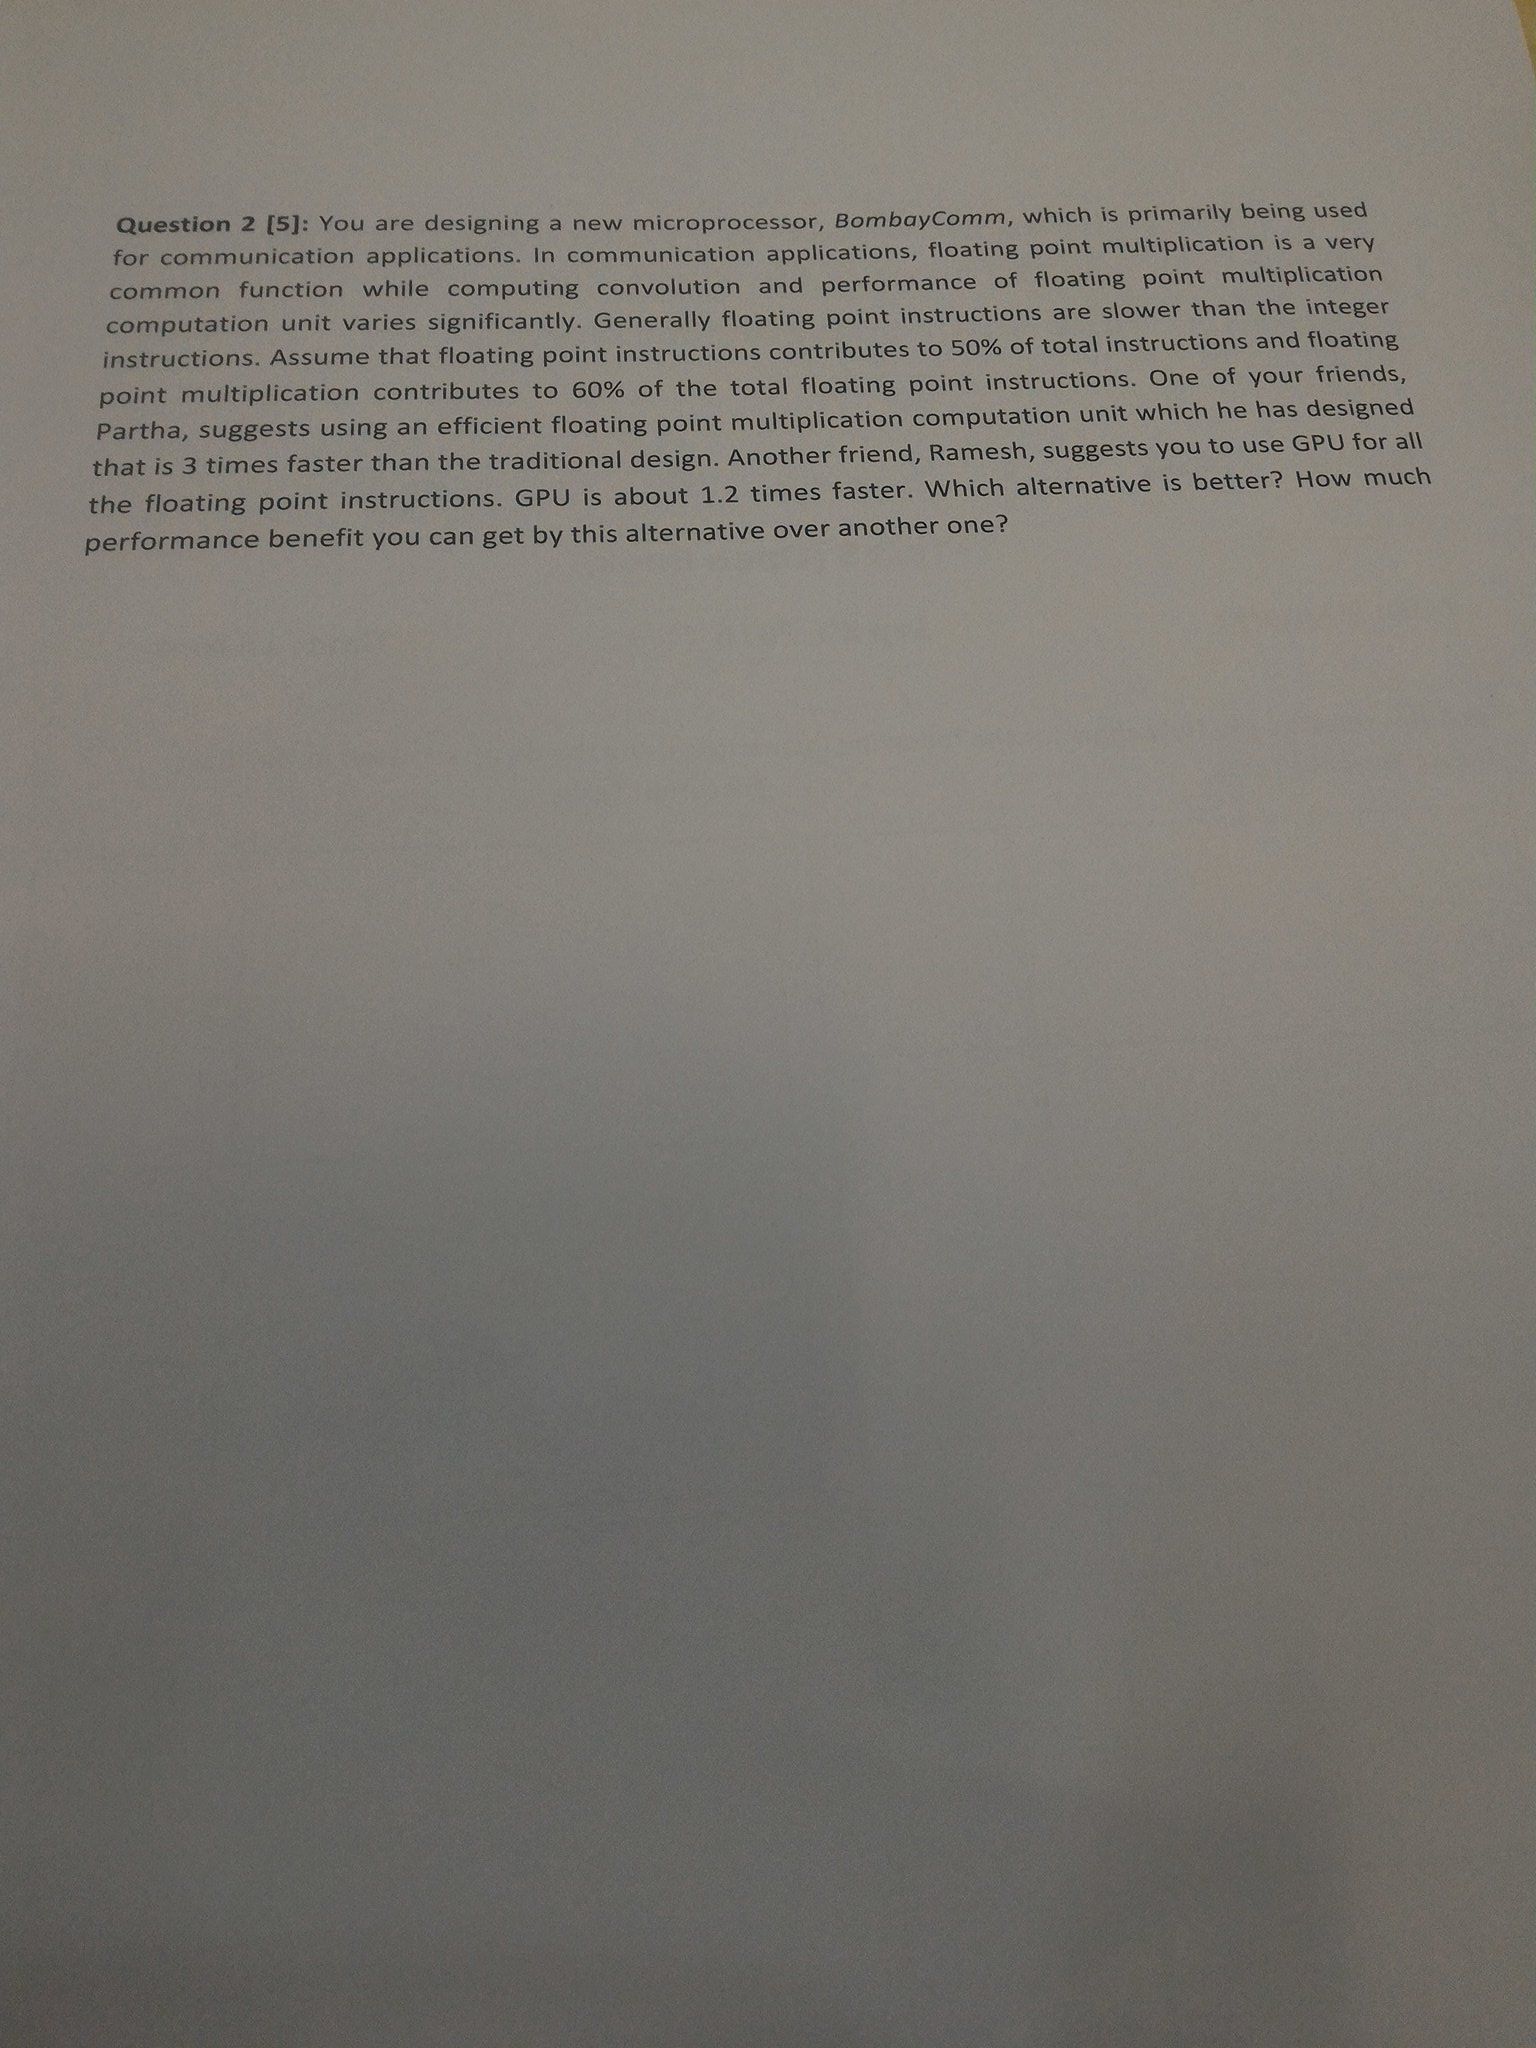 Question 2 [5]: You are designing a new microprocessor, BombayComm, which is primarily being used
for communication applications. In communication applications, floating point multiplication is a very
common function while computing convolution and performance of floating point multiplication
computation unit varies significantly. Generally floating point instructions are slower than the integer
instructions. Assume that floating point instructions contributes to 50% of total instructions and floating
point multiplication contributes to 60% of the total floating point instructions. One of your friends,
Partha, suggests using an efficient floating point multiplication computation unit which he has designed
that is 3 times faster than the traditional design. Another friend, Ramesh, suggests you to use GPU for all
the floating point instructions. GPU is about 1.2 times faster. Which alternative is better? How much
performance benefit you can get by this alternative over another one?